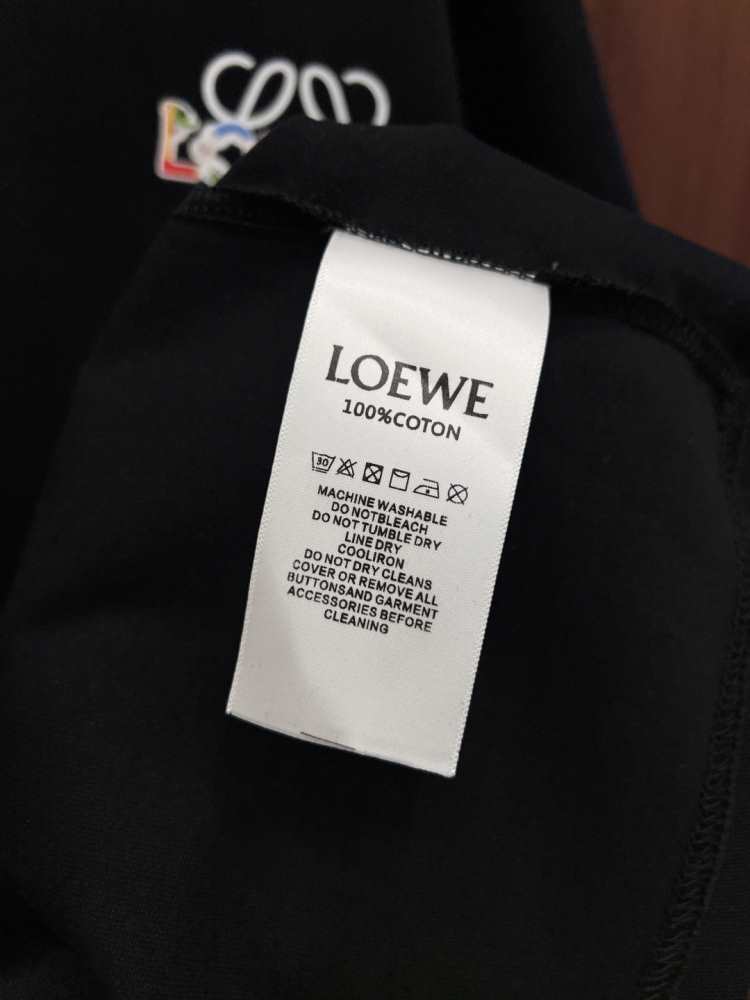 LOEWE
100%COTON
30
MACHINE WASHABLE
DO NOTBLEACH
DO NOT TUMBLE DRY
LINE DRY
COOLIRON
DO NOT DRY CLEANS
COVER OR REMOVE ALL
BUTTONSAND GARMENT
ACCESSORIES BEFORE
CLEANING